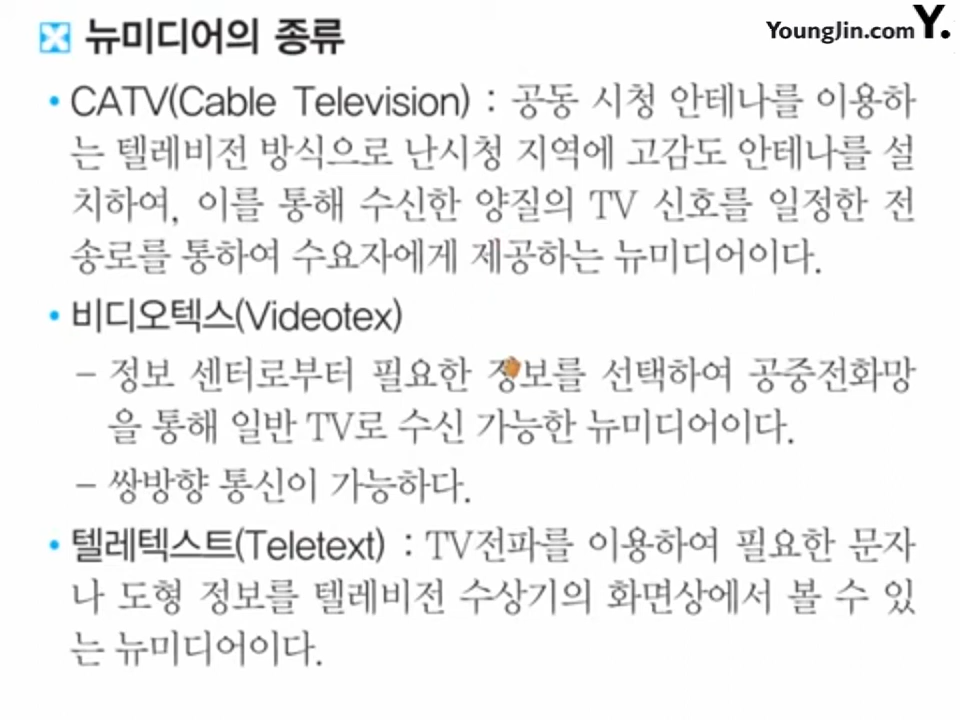 뉴미디어의 종류
YoungJin.com Y.
• CATV(Cable Television) : 공동 시청 안테나를 이용하
는 텔레비전 방식으로 난시청 지역에 고감도 안테나를 설
치하여, 이를 통해 수신한 양질의 TV 신호를 일정한 전
송로를 통하여 수요자에게 제공하는 뉴미디어이다.
• 비디오텍스(Videotex)
– 정보 센터로부터 필요한 정보를 선택하여 공중전화망
을 통해 일반 TV로 수신 가능한 뉴미디어이다.
– 쌍방향 통신이 가능하다.
• 텔레텍스트(Teletext) : TV전파를 이용하여 필요한 문자
나 도형 정보를 텔레비전 수상기의 화면상에서 볼 수 있
는 뉴미디어이다.